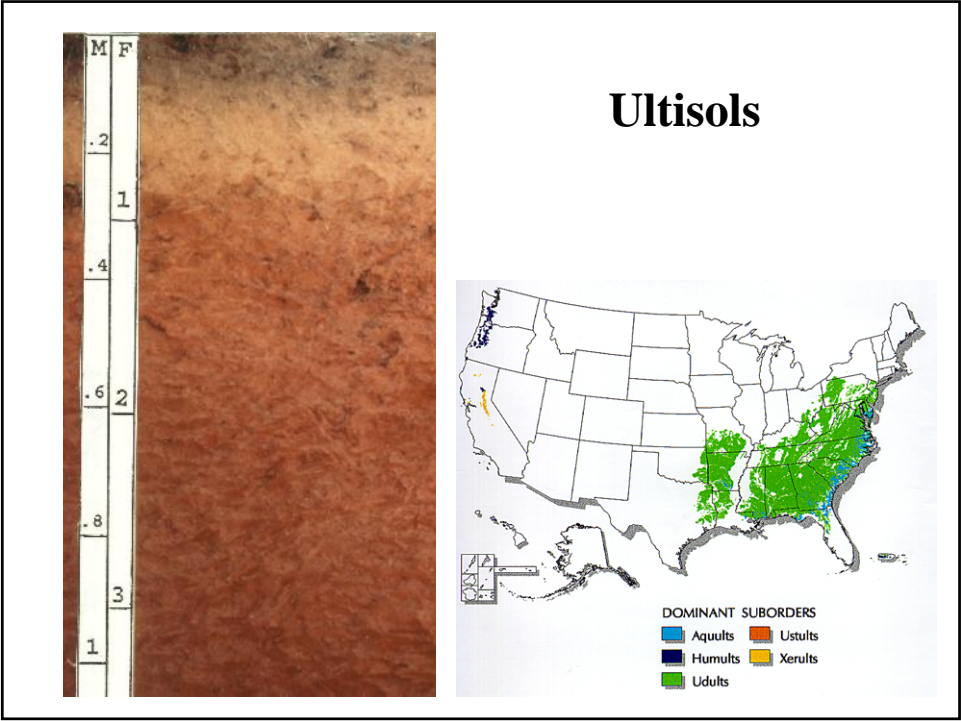 Ultisols
M F
.2
1
.4
.6 2
.8
3
1
DOMINANT SUBORDERS
Aquults Ustults
Humults Xerults
Udults